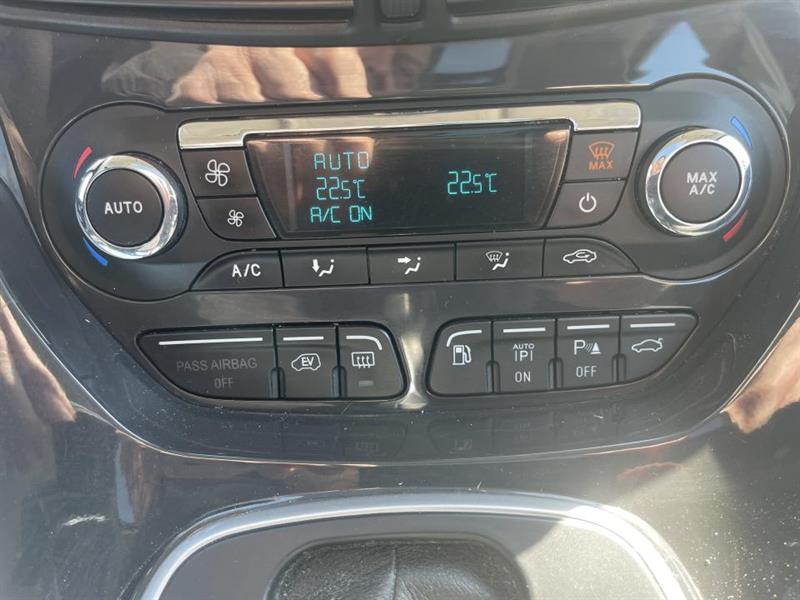 AUTO
AUTO
22.5°C
22.5°C
A/C ON
MAX
MAX
A/C
A/C
PASS AIRBAG
OFF
EV
AUTO
P
ON
P
OFF